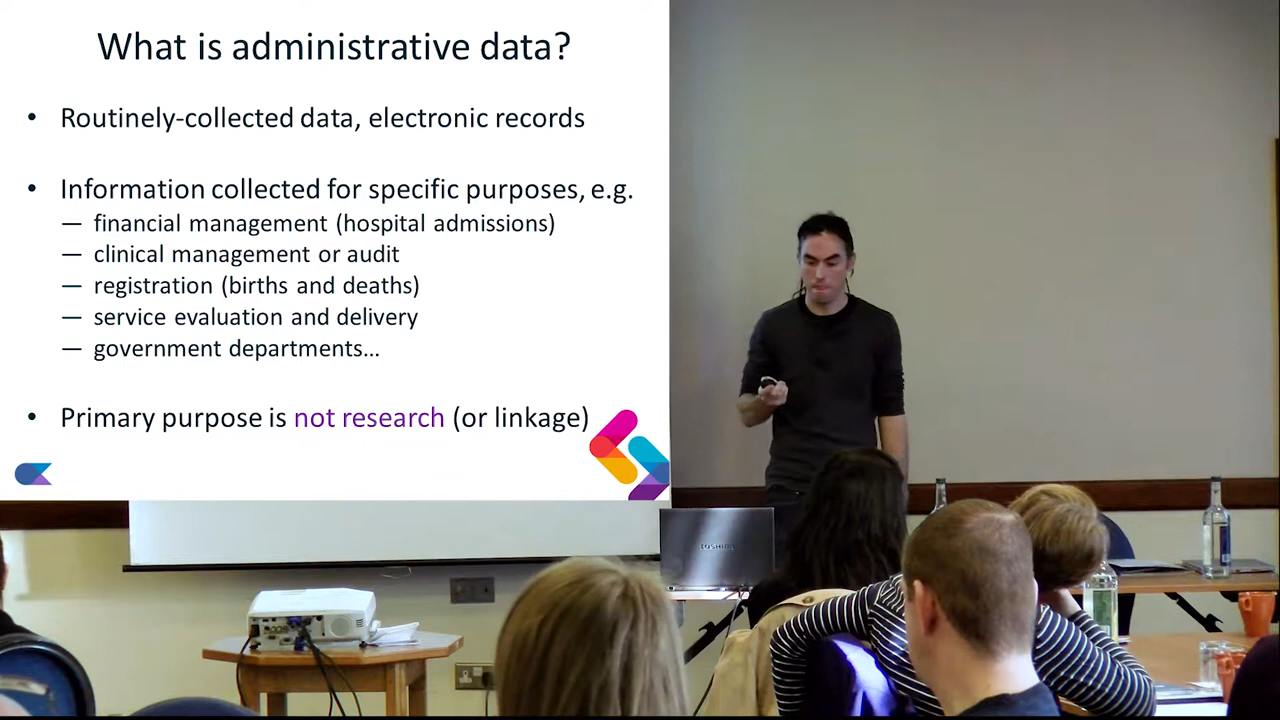 What is administrative data?
• Routinely-collected data, electronic records
• Information collected for specific purposes, e.g.
— financial management (hospital admissions)
— clinical management or audit
— registration (births and deaths)
— service evaluation and delivery
— government departments…
• Primary purpose is not research (or linkage)
TOSHIBA